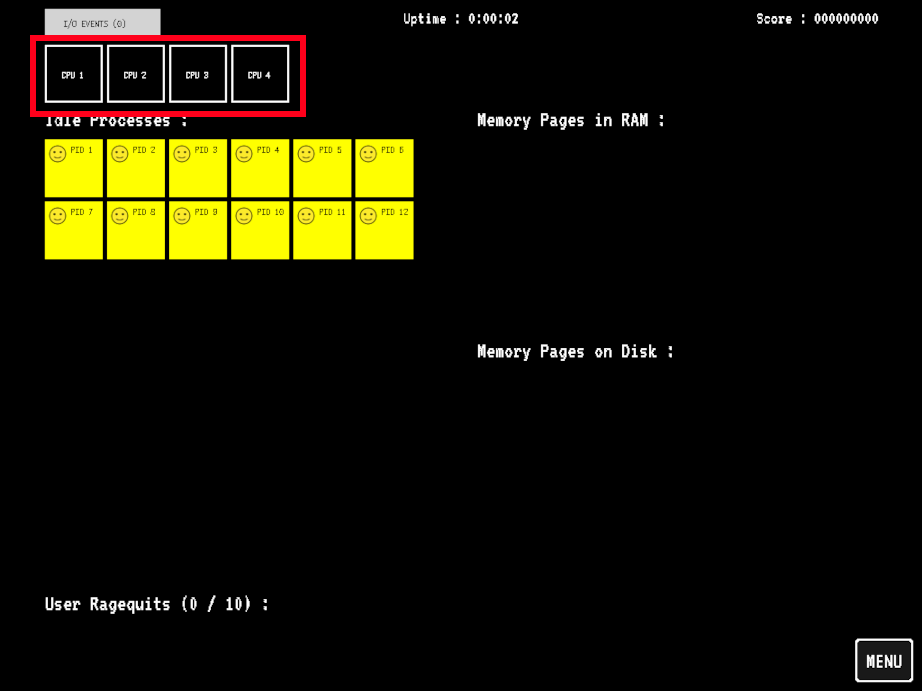 I/O EVENTS (0)
Uptime : 0:00:02
Score : 000000000
CPU 1 CPU 2 CPU 3 CPU 4
Idle Processes :
Memory Pages in RAM :
PID 1 PID 2 PID 3 PID 4 PID 5 PID 6
PID 7 PID 8 PID 9 PID 10 PID 11 PID 12
Memory Pages on Disk :
User Ragequits (0 / 10) :
MENU